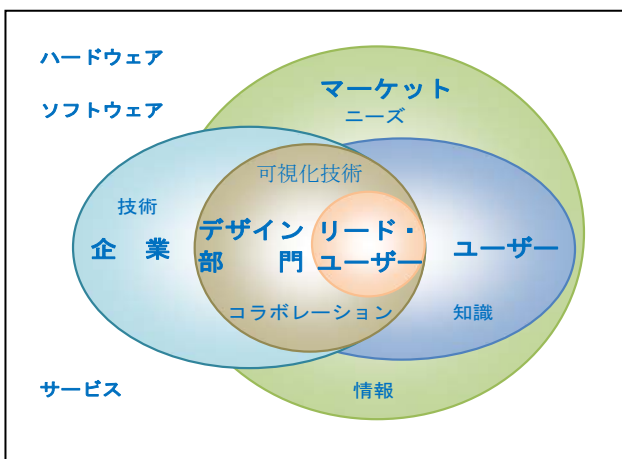 ハードウェア
マーケット
ソフトウェア
ニーズ
可視化技術
技術
デザイン リード・
企　業
ユーザー
部　　門 ユーザー
コラボレーション
知識
サービス
情報